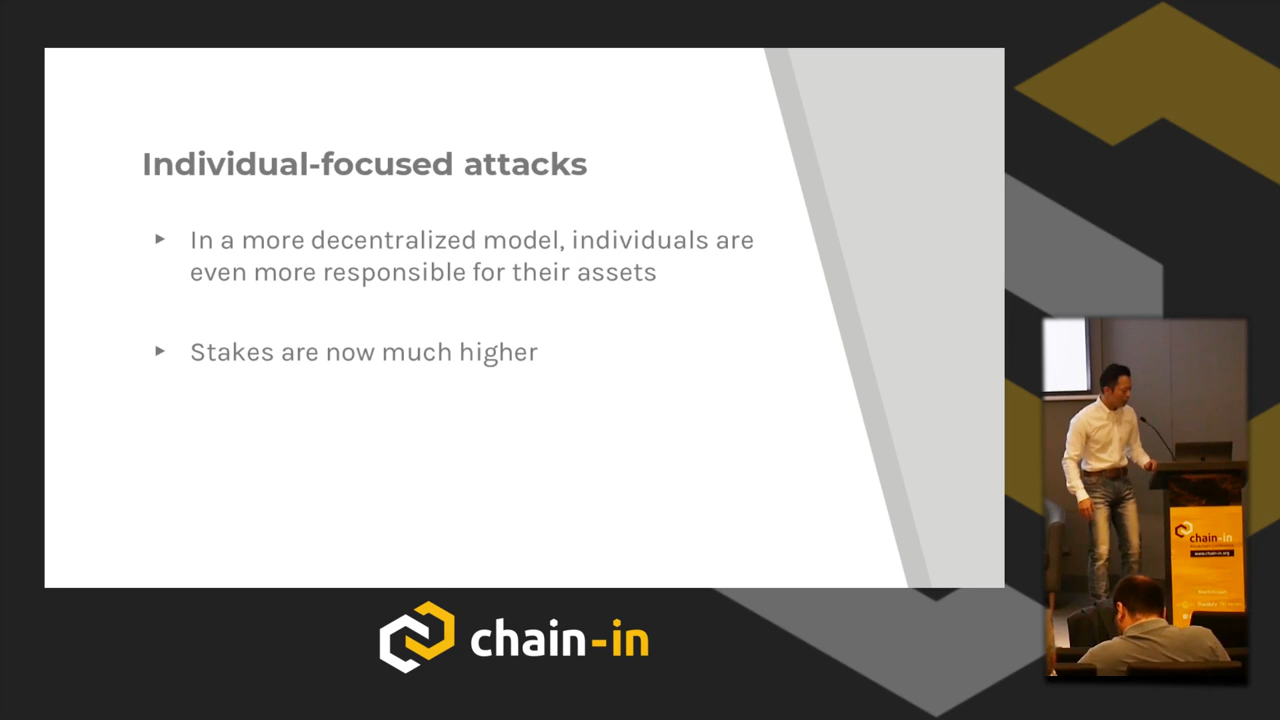 Individual-focused attacks
▸ In a more decentralized model, individuals are
even more responsible for their assets
▸ Stakes are now much higher
chain-in
chain-in
www.chain-in.org